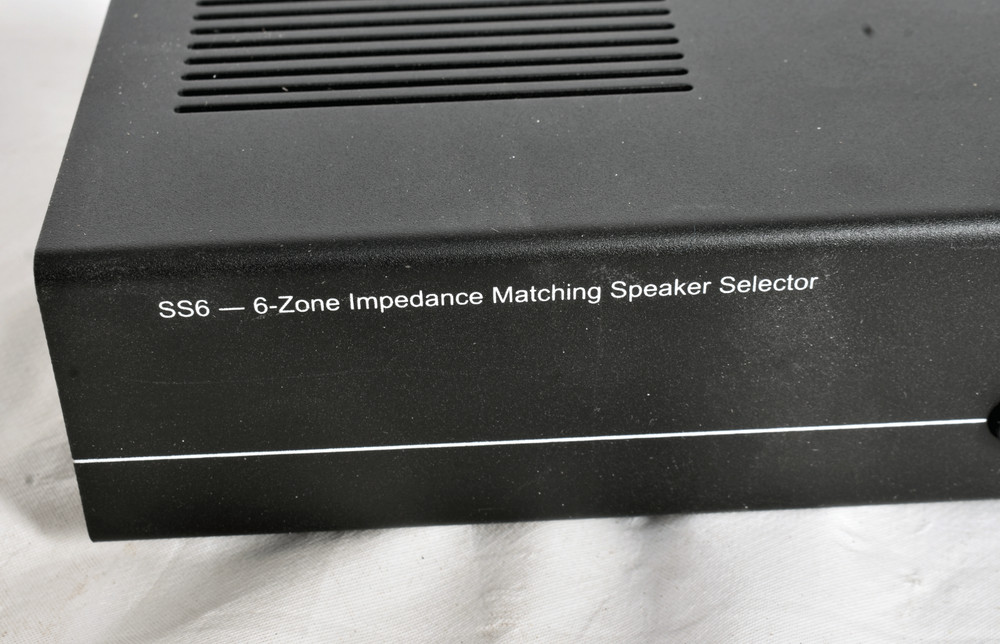 SS6 — 6-Zone Impedance Matching Speaker Selector